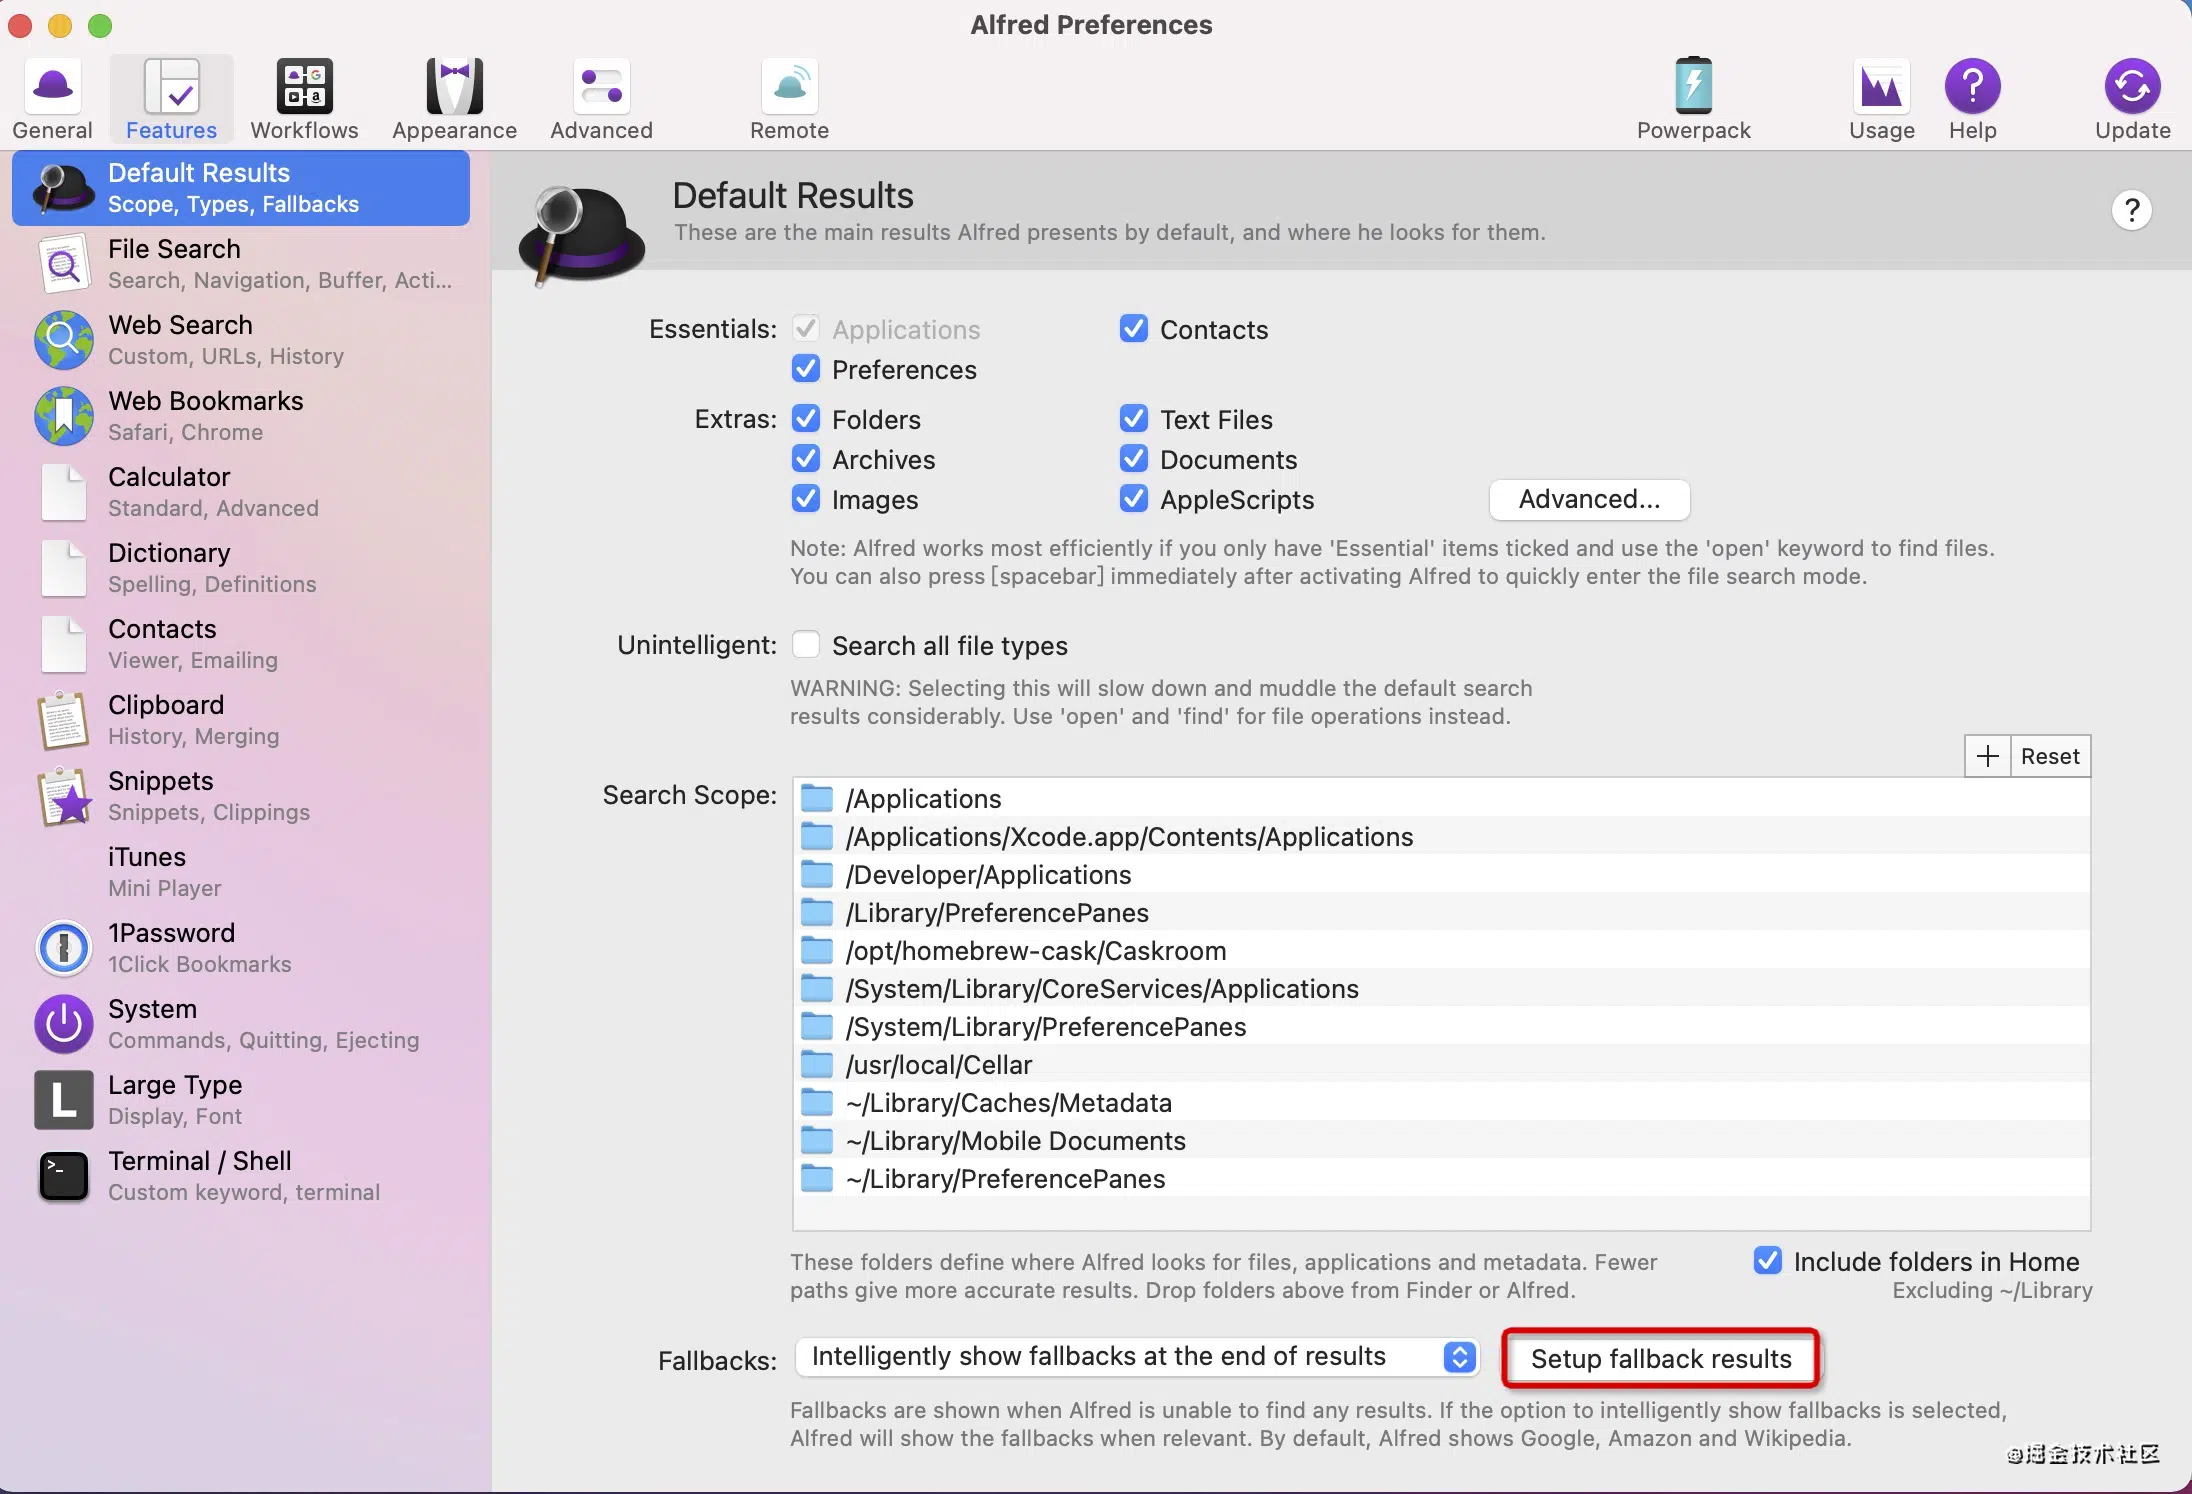 Alfred Preferences
General
Features
Workflows
Appearance
Advanced
Remote
Powerpack
Usage
Help
Update
Default Results
Scope, Types, Fallbacks
File Search
Search, Navigation, Buffer, Acti...
Web Search
Custom, URLs, History
Web Bookmarks
Safari, Chrome
Calculator
Standard, Advanced
Dictionary
Spelling, Definitions
Contacts
Viewer, Emailing
Clipboard
History, Merging
Snippets
Snippets, Clippings
iTunes
Mini Player
1Password
1Click Bookmarks
System
Commands, Quitting, Ejecting
L
Large Type
Display, Font
>_
Terminal / Shell
Custom keyword, terminal
Default Results
These are the main results Alfred presents by default, and where he looks for them.
?
Essentials: Applications Contacts
Preferences
Extras: Folders Text Files
Archives Documents
Images AppleScripts Advanced...
Note: Alfred works most efficiently if you only have 'Essential' items ticked and use the 'open' keyword to find files.
You can also press [spacebar] immediately after activating Alfred to quickly enter the file search mode.
Unintelligent: Search all file types
WARNING: Selecting this will slow down and muddle the default search
results considerably. Use 'open' and 'find' for file operations instead.
+ Reset
Search Scope: /Applications
/Applications/Xcode.app/Contents/Applications
/Developer/Applications
/Library/PreferencePanes
/opt/homebrew-cask/Caskroom
/System/Library/CoreServices/Applications
/System/Library/PreferencePanes
/usr/local/Cellar
~/Library/Caches/Metadata
~/Library/Mobile Documents
~/Library/PreferencePanes
These folders define where Alfred looks for files, applications and metadata. Fewer
paths give more accurate results. Drop folders above from Finder or Alfred.
Include folders in Home
Excluding ~/Library
Fallbacks: Intelligently show fallbacks at the end of results Setup fallback results
Fallbacks are shown when Alfred is unable to find any results. If the option to intelligently show fallbacks is selected,
Alfred will show the fallbacks when relevant. By default, Alfred shows Google, Amazon and Wikipedia.
@掘金技术社区